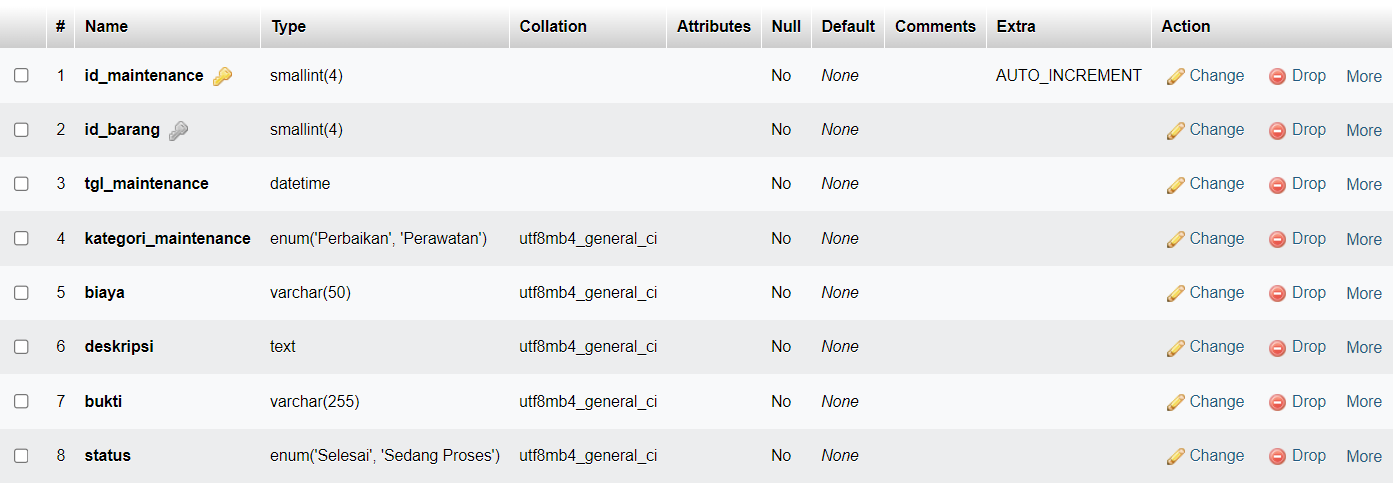 # Name Type Collation Attributes Null Default Comments Extra Action
1 id_maintenance smallint(4) No None AUTO_INCREMENT Change Drop More
2 id_barang smallint(4) No None Change Drop More
3 tgl_maintenance datetime No None Change Drop More
4 kategori_maintenance enum('Perbaikan', 'Perawatan') utf8mb4_general_ci No None Change Drop More
5 biaya varchar(50) utf8mb4_general_ci No None Change Drop More
6 deskripsi text utf8mb4_general_ci No None Change Drop More
7 bukti varchar(255) utf8mb4_general_ci No None Change Drop More
8 status enum('Selesai', 'Sedang Proses') utf8mb4_general_ci No None Change Drop More